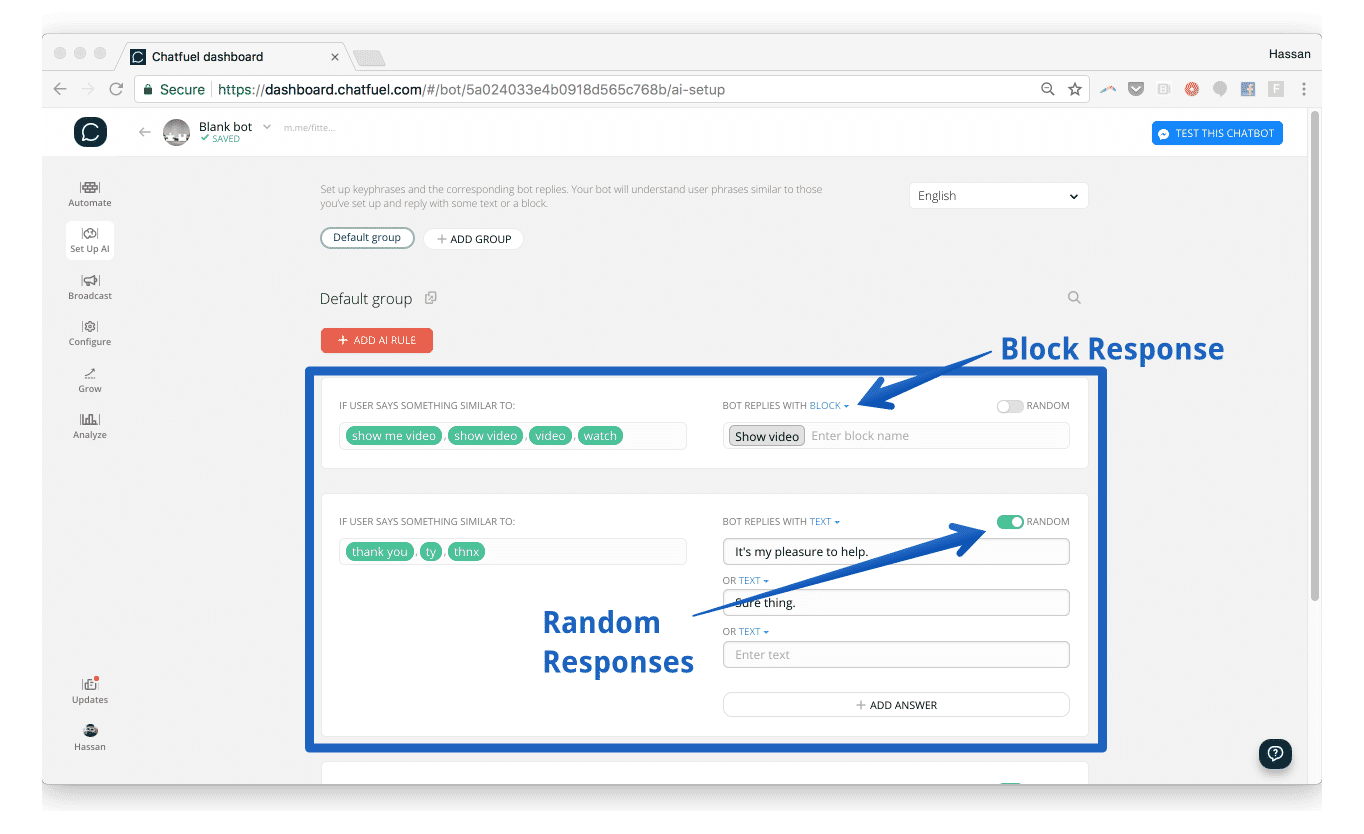 Chatfuel dashboard
Hassan
Secure https://dashboard.chatfuel.com/#/bot/5a024033e4b0918d565c768b/ai-setup
Blank bot m.me/fitte...
SAVED
TEST THIS CHATBOT
Automate
Set Up AI
Broadcast
Configure
Grow
Analyze
Updates
Hassan
Set up keyphrases and the corresponding bot replies. Your bot will understand user phrases similar to those
you've set up and reply with some text or a block.
English
Default group + ADD GROUP
Default group
+ ADD AI RULE
Block Response
IF USER SAYS SOMETHING SIMILAR TO:
show me video, show video, video, watch
BOT REPLIES WITH BLOCK RANDOM
Show video Enter block name
IF USER SAYS SOMETHING SIMILAR TO:
thank you, ty, thnx
BOT REPLIES WITH TEXT RANDOM
It's my pleasure to help.
OR TEXT
Sure thing.
OR TEXT
Enter text
+ ADD ANSWER
Random
Responses